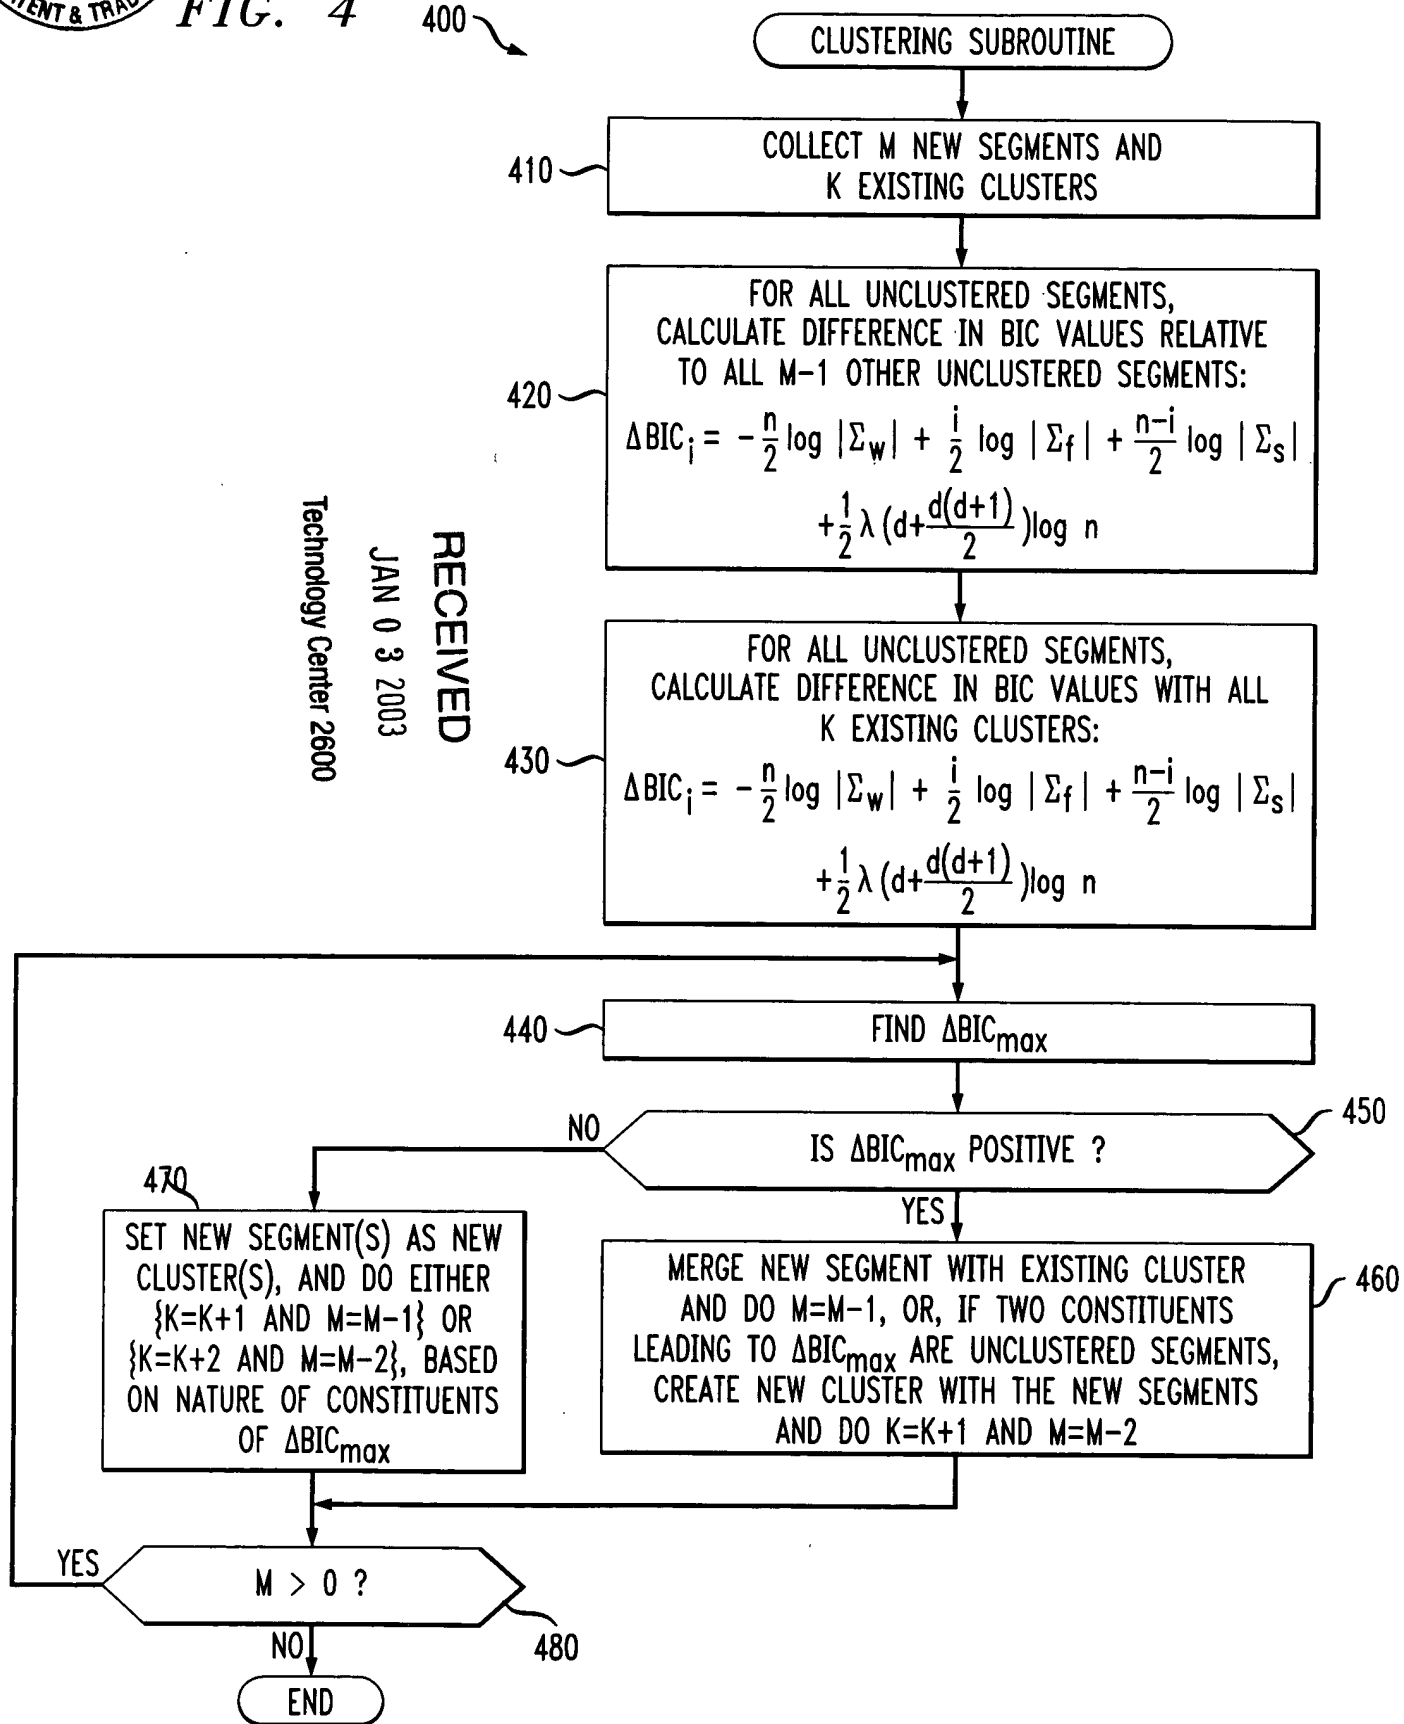 ENT & TRAD
FIG. 4
400
CLUSTERING SUBROUTINE
410
COLLECT M NEW SEGMENTS AND
K EXISTING CLUSTERS
420
FOR ALL UNCLUSTERED SEGMENTS,
CALCULATE DIFFERENCE IN BIC VALUES RELATIVE
TO ALL M-1 OTHER UNCLUSTERED SEGMENTS:
ΔBIC_i = -n/2 log |Σ_w| + i/2 log |Σ_f| + n-i/2 log |Σ_s|
+1/2 λ (d+ d(d+1)/2 )log n
RECEIVED
JAN 0 3 2003
Technology Center 2600
430
FOR ALL UNCLUSTERED SEGMENTS,
CALCULATE DIFFERENCE IN BIC VALUES WITH ALL
K EXISTING CLUSTERS:
ΔBIC_i = -n/2 log |Σ_w| + i/2 log |Σ_f| + n-i/2 log |Σ_s|
+1/2 λ (d+ d(d+1)/2 )log n
440
FIND ΔBIC_max
450
IS ΔBIC_max POSITIVE ?
NO
YES
470
SET NEW SEGMENT(S) AS NEW
CLUSTER(S), AND DO EITHER
{K=K+1 AND M=M-1} OR
{K=K+2 AND M=M-2}, BASED
ON NATURE OF CONSTITUENTS
OF ΔBIC_max
460
MERGE NEW SEGMENT WITH EXISTING CLUSTER
AND DO M=M-1, OR, IF TWO CONSTITUENTS
LEADING TO ΔBIC_max ARE UNCLUSTERED SEGMENTS,
CREATE NEW CLUSTER WITH THE NEW SEGMENTS
AND DO K=K+1 AND M=M-2
YES
M > 0 ?
480
NO
END